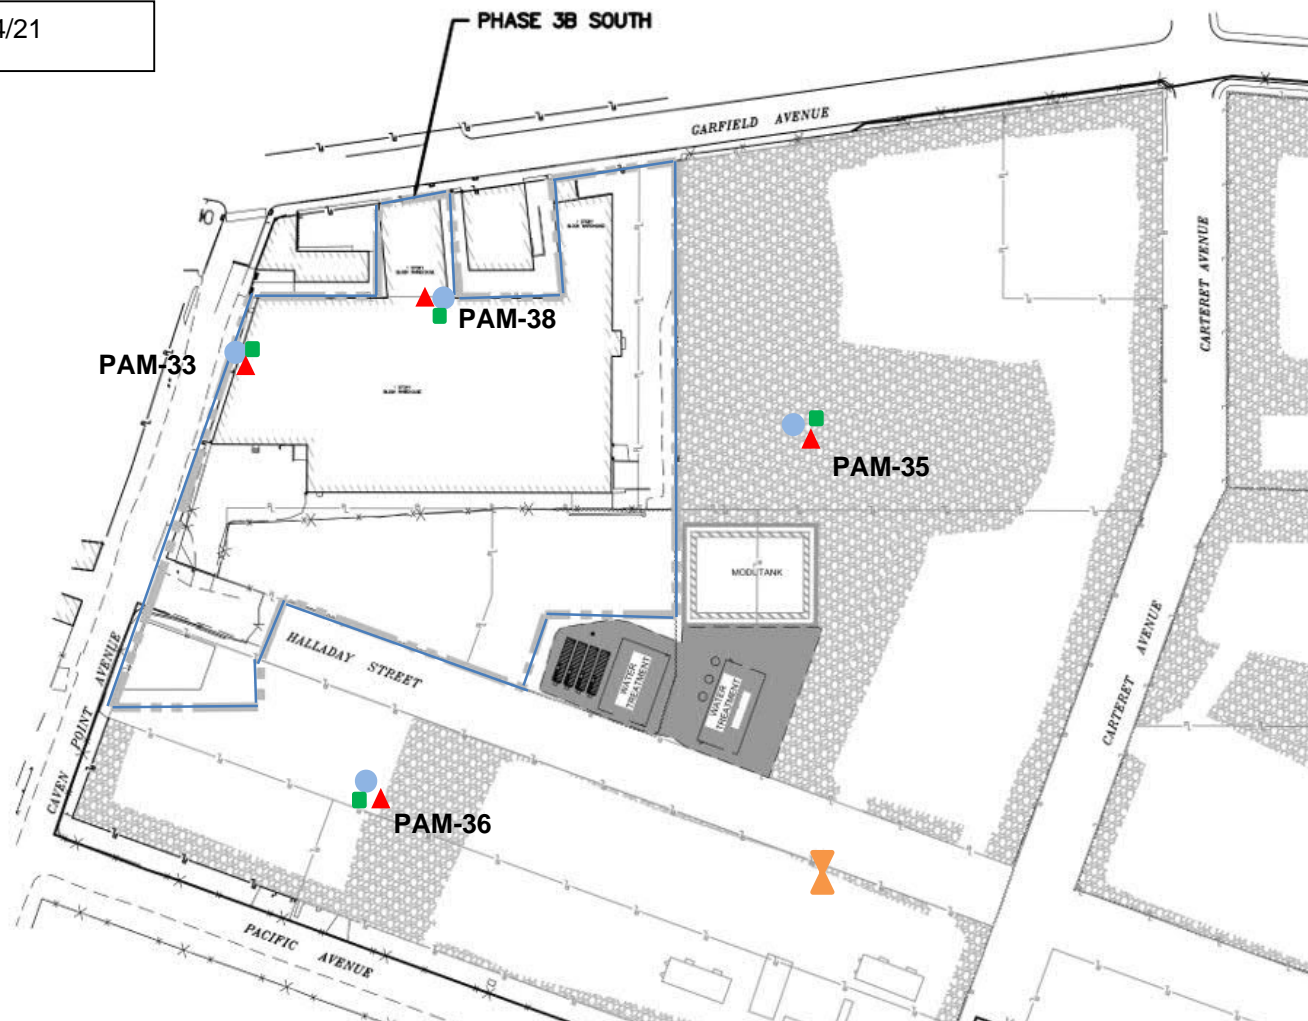 4/21
PHASE 3B SOUTH
GARFIELD AVENUE
CARTERET AVENUE
PAM-38
PAM-33
PAM-35
MODUTANK
HALLADAY STREET
WATER
TREATMENT
WATER
TREATMENT
CARTERET AVENUE
CAVEN POINT AVENUE
PAM-36
PACIFIC
AVENUE